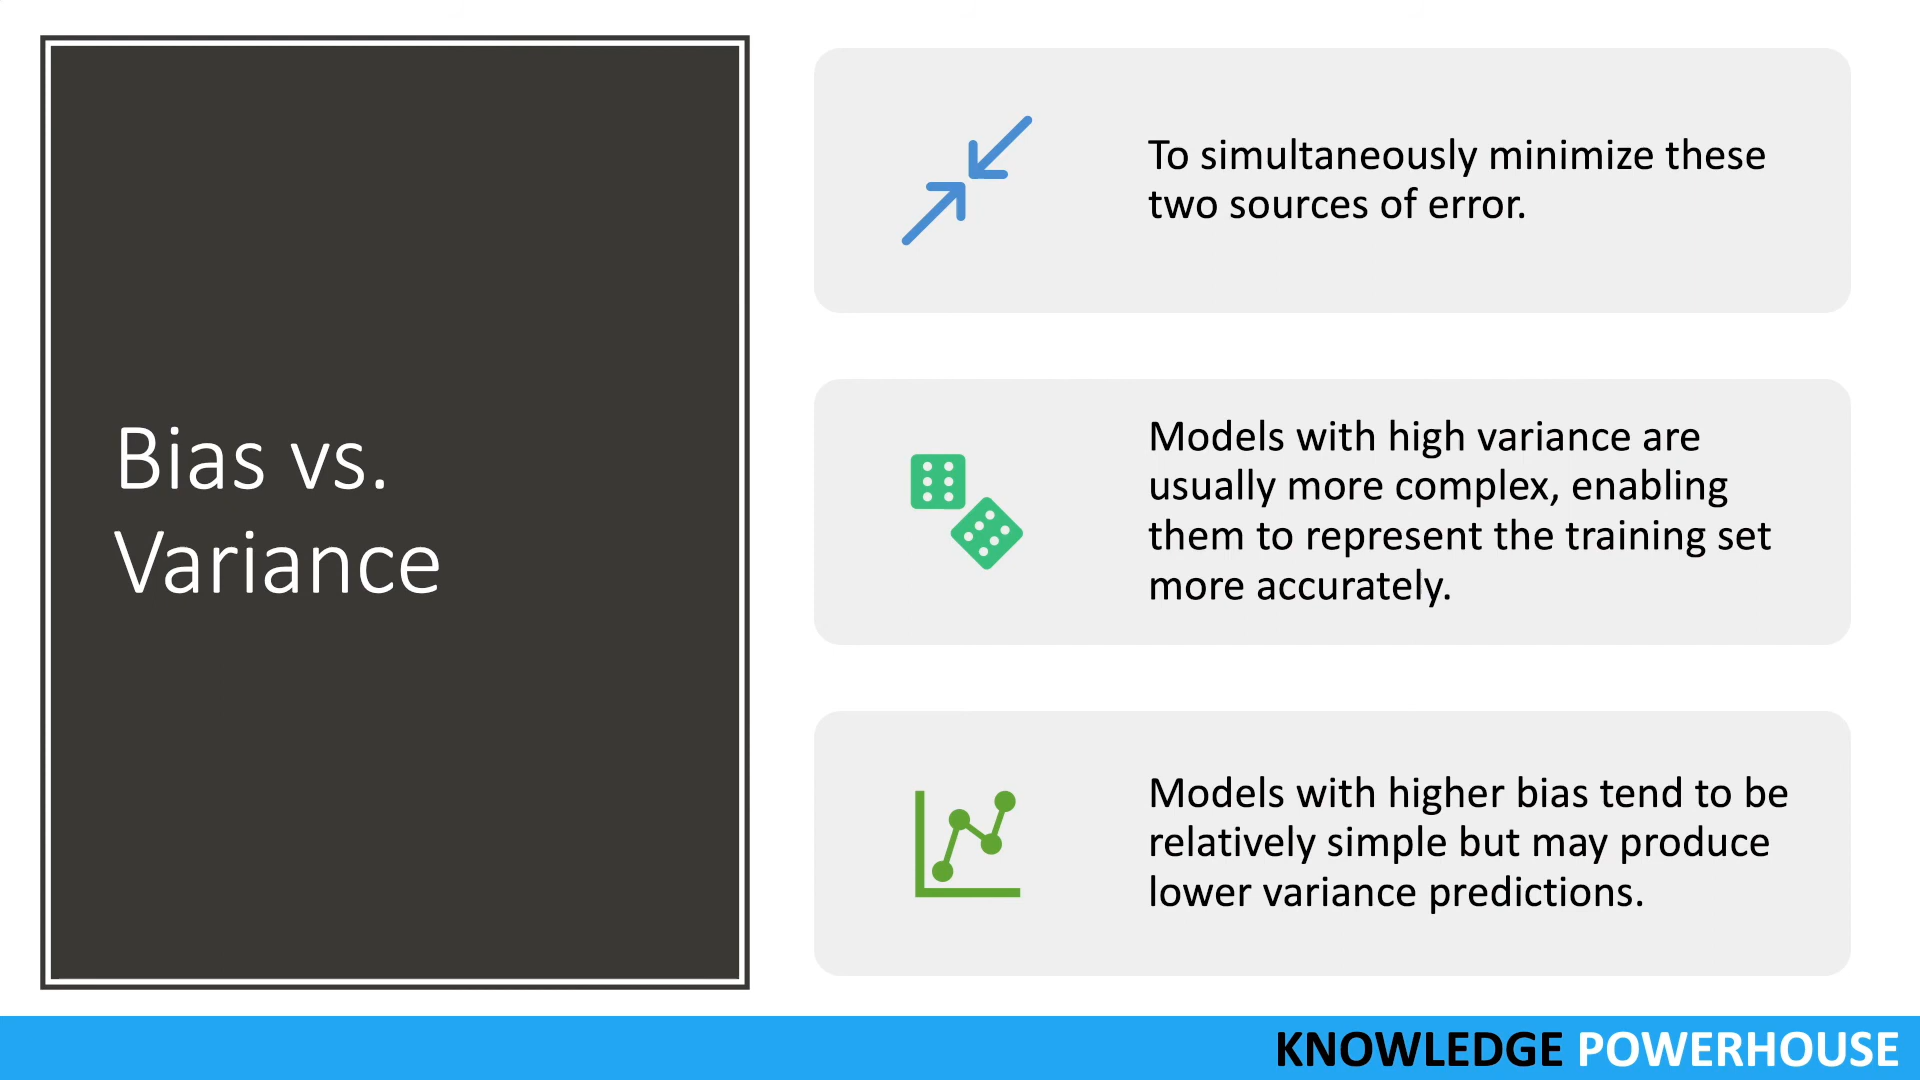 Bias vs.
Variance
To simultaneously minimize these
two sources of error.
Models with high variance are
usually more complex, enabling
them to represent the training set
more accurately.
Models with higher bias tend to be
relatively simple but may produce
lower variance predictions.
KNOWLEDGE POWERHOUSE